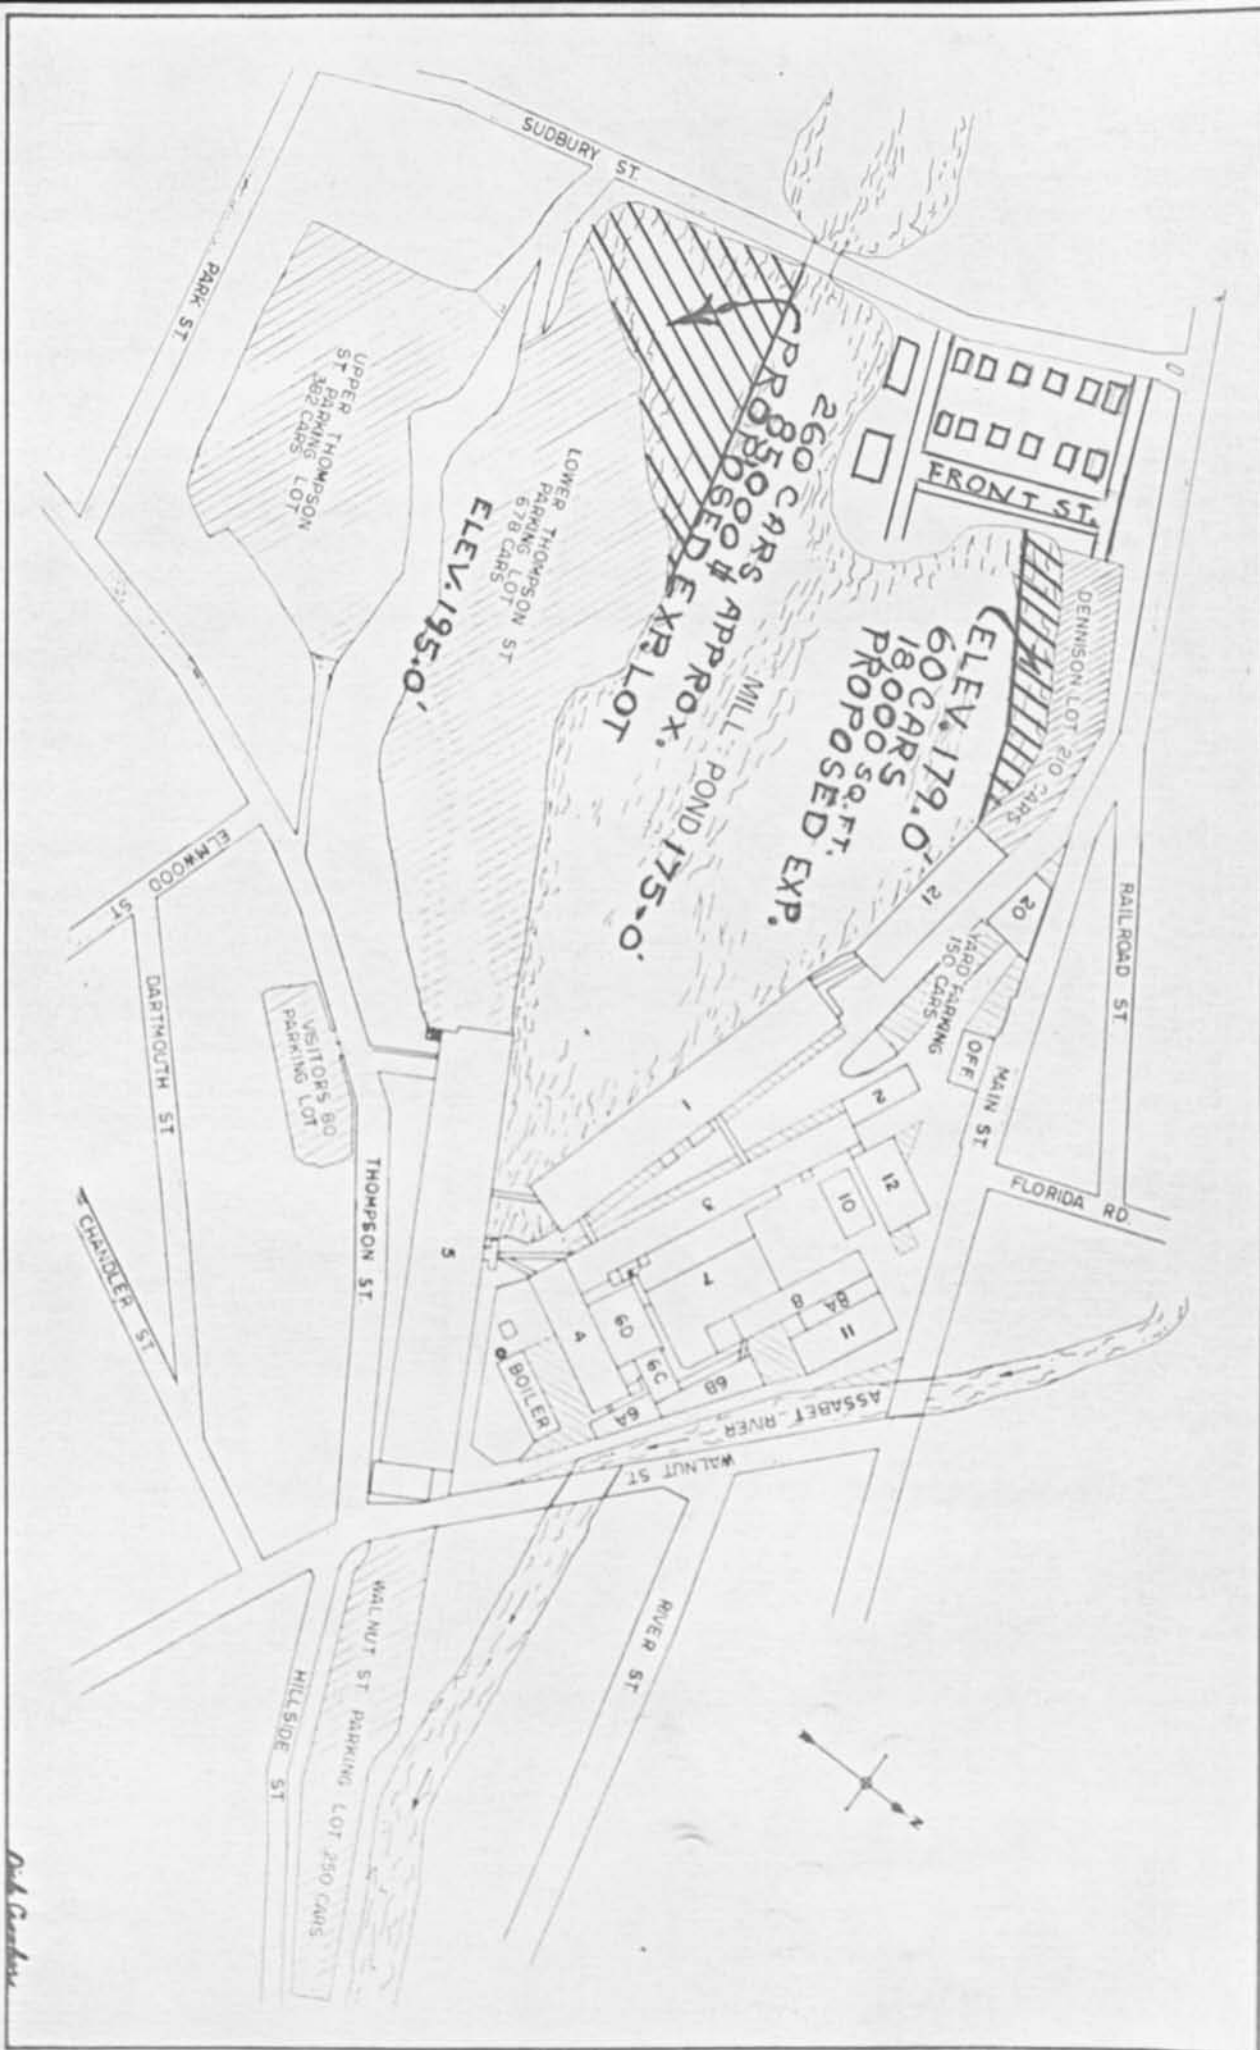 SUDBURY ST.
PARK ST.
UPPER THOMPSON
ST. PARKING LOT
382 CARS
LOWER THOMPSON ST
PARKING LOT
678 CARS
ELEV. 195.0'
260 CARS
85000 ⌗ APPROX.
PROPOSED EXP. LOT
MILL POND 175-0'
FRONT ST.
DENNISON LOT 210 CARS
ELEV. 179.0'
60 CARS
18000 SQ. FT.
PROPOSED EXP.
RAILROAD ST.
21
20
YARD PARKING
150 CARS
OFF
MAIN ST.
FLORIDA RD.
1
2
3
12
10
7
8
8A
11
6D
6C
6B
6A
4
5
BOILER
ASSABET RIVER
WALNUT ST
ELMWOOD
ST
DARTMOUTH ST
VISITORS 80
PARKING LOT
THOMPSON ST.
CHANDLER ST
WALNUT ST PARKING LOT 250 CARS
HILLSIDE ST
RIVER ST
N